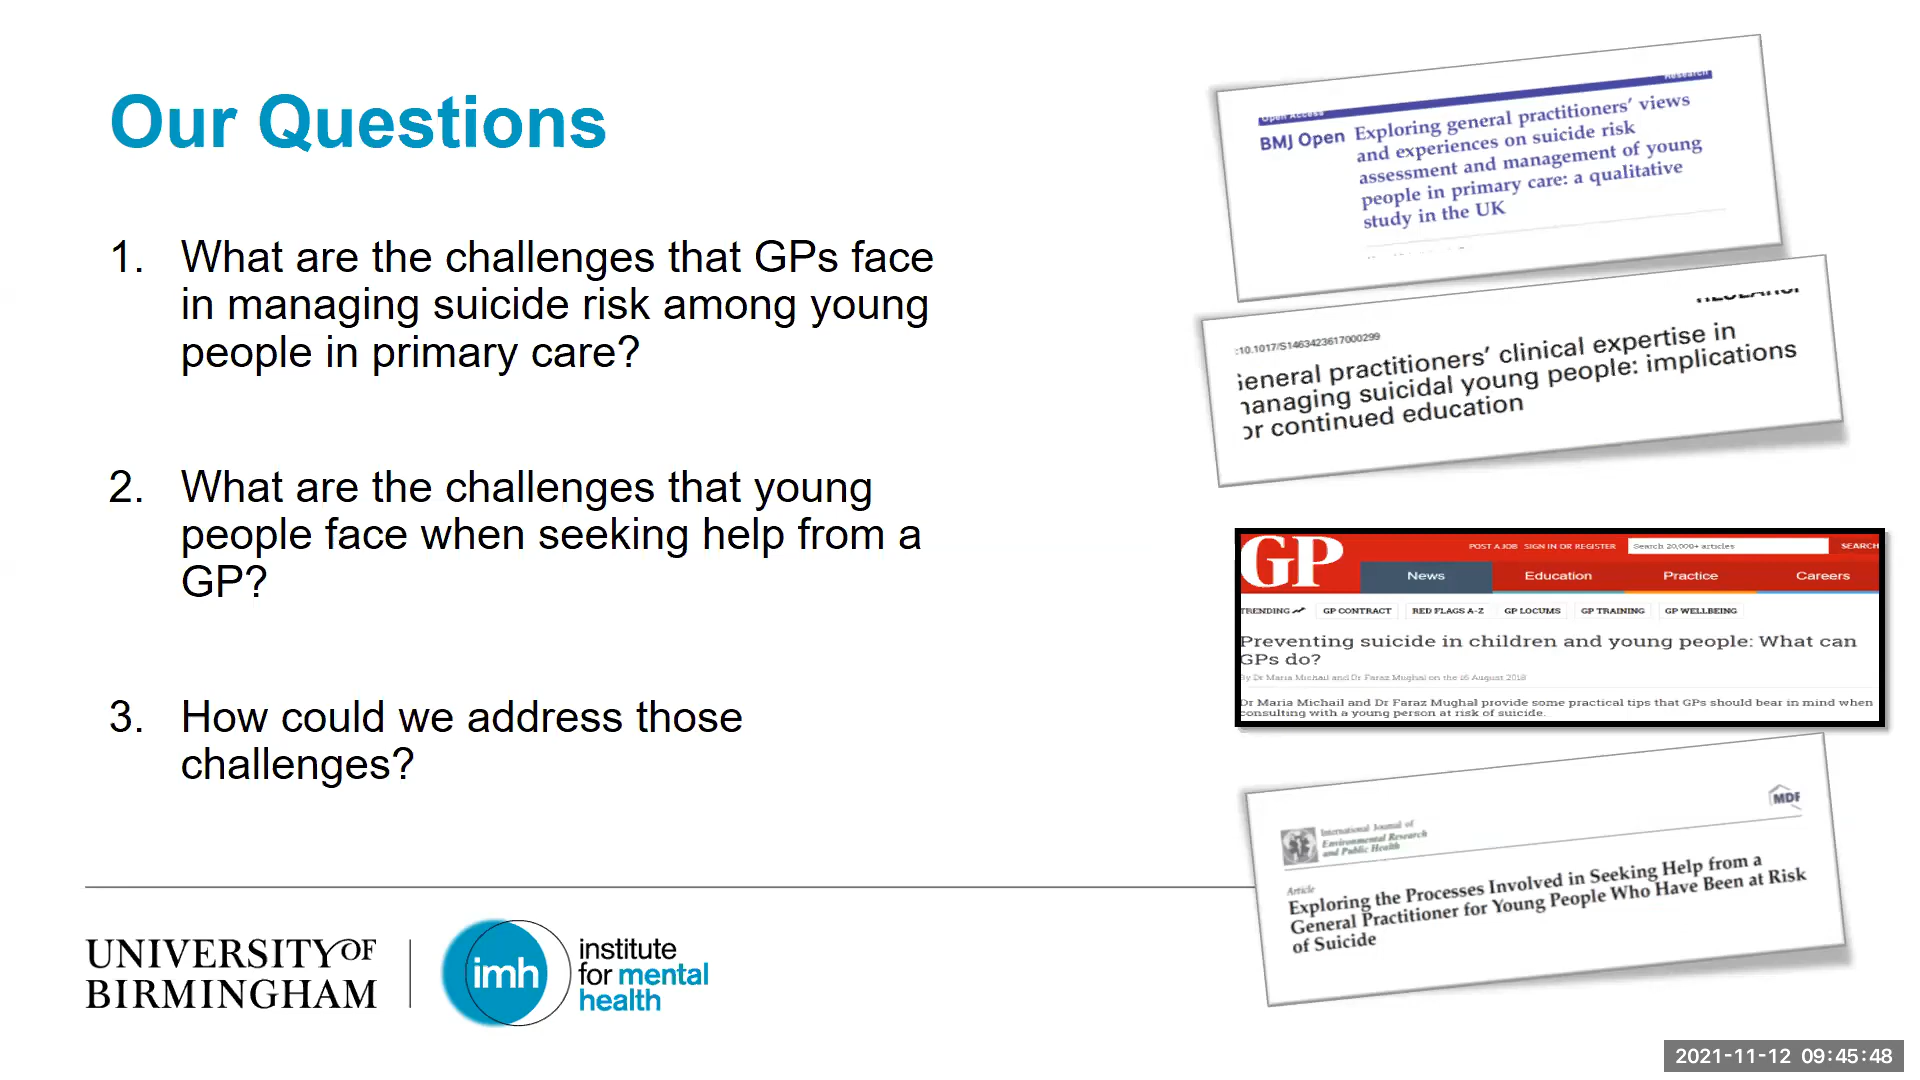 Our Questions
1. What are the challenges that GPs face
in managing suicide risk among young
people in primary care?
2. What are the challenges that young
people face when seeking help from a
GP?
3. How could we address those
challenges?
UNIVERSITY OF
BIRMINGHAM
imh
institute
for mental
health
Research
Open Access
BMJ Open
Exploring general practitioners' views
and experiences on suicide risk
assessment and management of young
people in primary care: a qualitative
study in the UK
:10.1017/S1463423617000299
eneral practitioners' clinical expertise in
anaging suicidal young people: implications
or continued education
GP
POST A JOB SIGN IN OR REGISTER Search 20,000+ articles SEARCH
News Education Practice Careers
TRENDING GP CONTRACT RED FLAGS A-Z GP LOCUMS GP TRAINING GP WELLBEING
Preventing suicide in children and young people: What can
GPs do?
By Dr Maria Michail and Dr Faraz Mughal on the 16 August 2018
Dr Maria Michail and Dr Faraz Mughal provide some practical tips that GPs should bear in mind when
consulting with a young person at risk of suicide.
MDP
International Journal of
Environmental Research
and Public Health
Article
Exploring the Processes Involved in Seeking Help from a
General Practitioner for Young People Who Have Been at Risk
of Suicide
2021-11-12 09:45:48